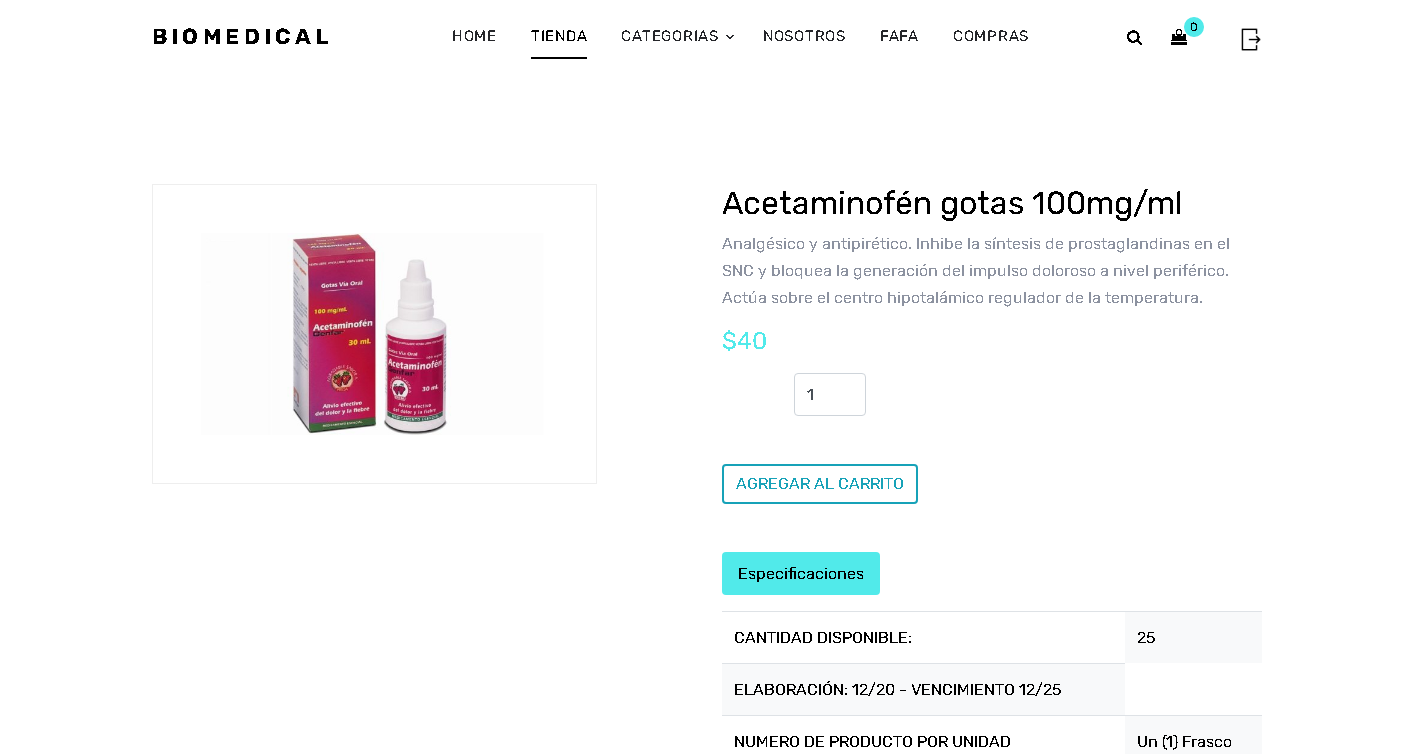 BIOMEDICAL
HOME TIENDA CATEGORIAS NOSOTROS FAFA COMPRAS
0
Gotas Vía Oral
100 mg/mL
Acetaminofén
30 mL
Alivio efectivo
del dolor y la fiebre
Gotas Vía Oral
Acetaminofén
30 mL
Alivio efectivo
del dolor y la fiebre
Acetaminofén gotas 100mg/ml
Analgésico y antipirético. Inhibe la síntesis de prostaglandinas en el
SNC y bloquea la generación del impulso doloroso a nivel periférico.
Actúa sobre el centro hipotalámico regulador de la temperatura.
$40
1
AGREGAR AL CARRITO
Especificaciones
CANTIDAD DISPONIBLE: 25
ELABORACIÓN: 12/20 - VENCIMIENTO 12/25
NUMERO DE PRODUCTO POR UNIDAD Un (1) Frasco